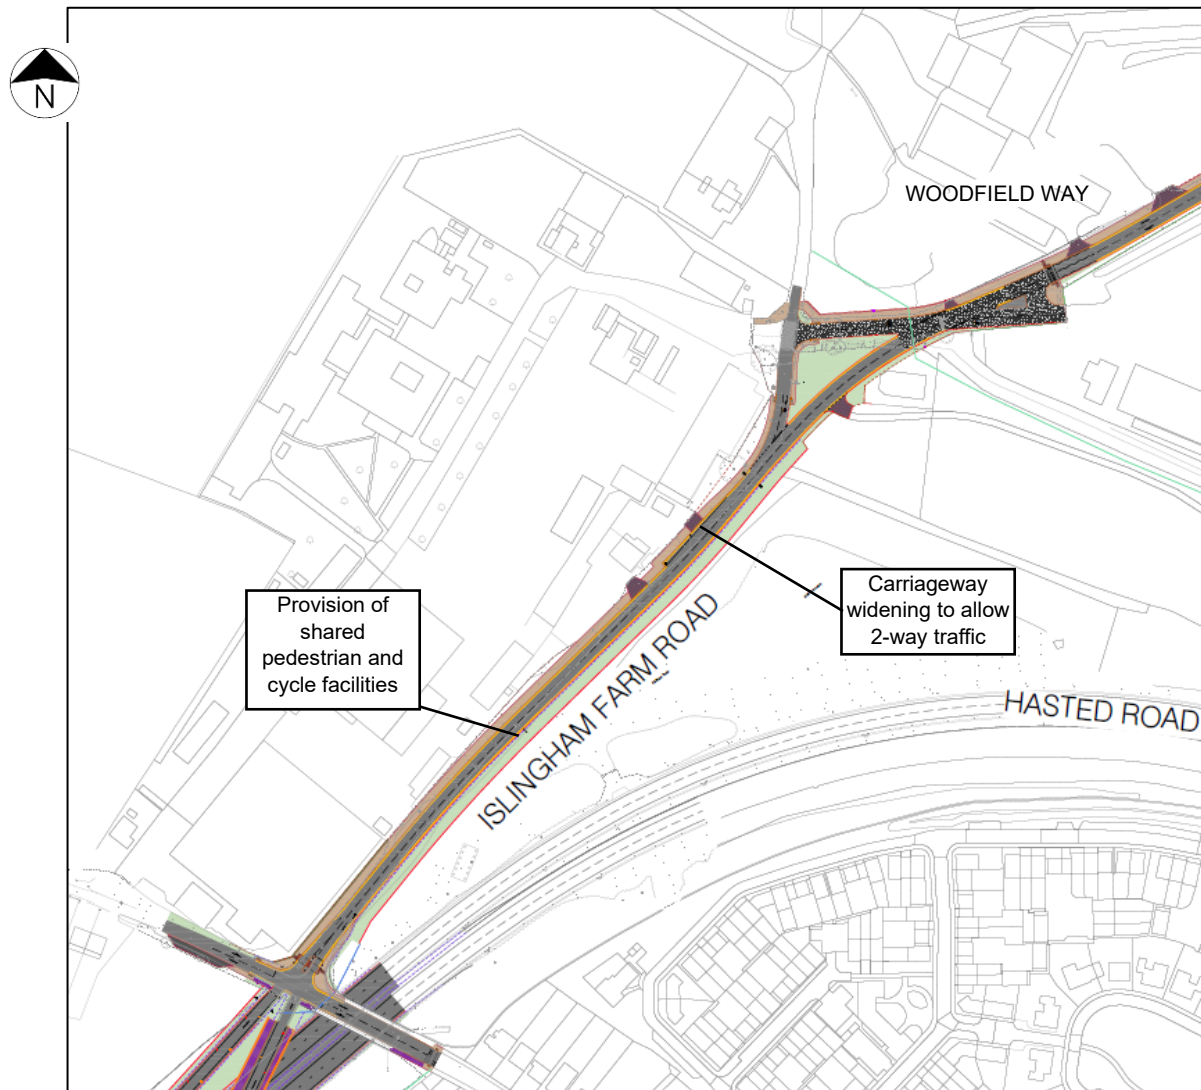 N
WOODFIELD WAY
Carriageway
widening to allow
2-way traffic
Provision of
shared
pedestrian and
cycle facilities
ISLINGHAM FARM ROAD
HASTED ROAD